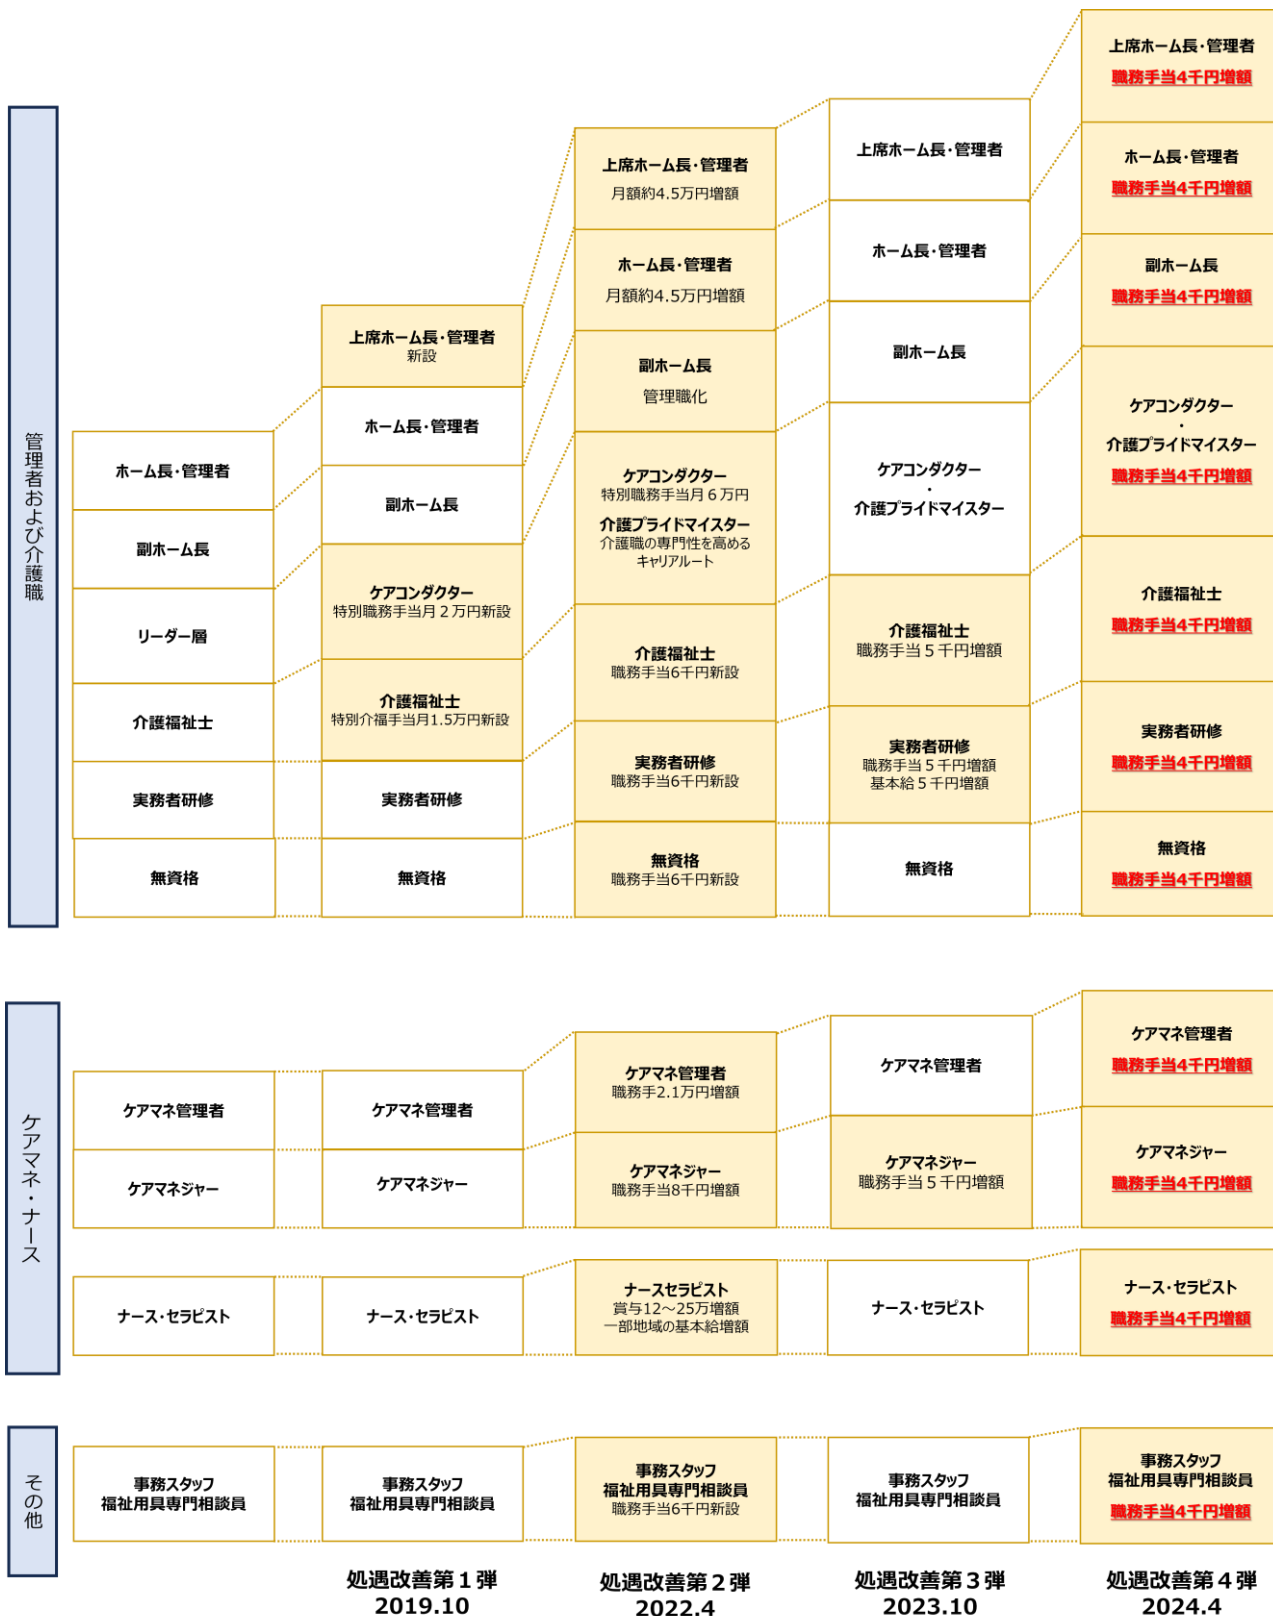 管理者および介護職
ホーム長・管理者
副ホーム長
リーダー層
介護福祉士
実務者研修
無資格
上席ホーム長・管理者
新設
ホーム長・管理者
副ホーム長
ケアコンダクター
特別職務手当月２万円新設
介護福祉士
特別介福手当月1.5万円新設
実務者研修
無資格
上席ホーム長・管理者
月額約4.5万円増額
ホーム長・管理者
月額約4.5万円増額
副ホーム長
管理職化
ケアコンダクター
特別職務手当月６万円
介護プライドマイスター
介護職の専門性を高める
キャリアルート
介護福祉士
職務手当6千円新設
実務者研修
職務手当6千円新設
無資格
職務手当6千円新設
上席ホーム長・管理者
ホーム長・管理者
副ホーム長
ケアコンダクター
・
介護プライドマイスター
介護福祉士
職務手当５千円増額
実務者研修
職務手当５千円増額
基本給５千円増額
無資格
上席ホーム長・管理者
職務手当4千円増額
ホーム長・管理者
職務手当4千円増額
副ホーム長
職務手当4千円増額
ケアコンダクター
・
介護プライドマイスター
職務手当4千円増額
介護福祉士
職務手当4千円増額
実務者研修
職務手当4千円増額
無資格
職務手当4千円増額
ケアマネ・ナース
ケアマネ管理者
ケアマネジャー
ケアマネ管理者
ケアマネジャー
ケアマネ管理者
職務手2.1万円増額
ケアマネジャー
職務手当8千円増額
ケアマネ管理者
ケアマネジャー
職務手当５千円増額
ケアマネ管理者
職務手当4千円増額
ケアマネジャー
職務手当4千円増額
ナース・セラピスト
ナース・セラピスト
ナースセラピスト
賞与12～25万増額
一部地域の基本給増額
ナース・セラピスト
ナース・セラピスト
職務手当4千円増額
その他
事務スタッフ
福祉用具専門相談員
事務スタッフ
福祉用具専門相談員
事務スタッフ
福祉用具専門相談員
職務手当6千円新設
事務スタッフ
福祉用具専門相談員
事務スタッフ
福祉用具専門相談員
職務手当4千円増額
処遇改善第１弾
2019.10
処遇改善第２弾
2022.4
処遇改善第３弾
2023.10
処遇改善第４弾
2024.4